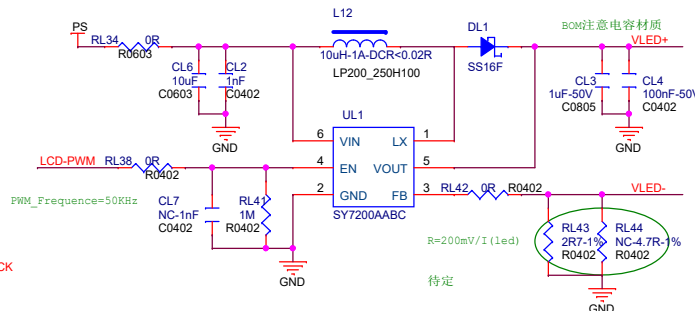 PS
RL34
0R
R0603
CL6
10uF
C0603
CL2
1nF
C0402
GND
L12
10uH-1A-DCR<0.02R
LP200_250H100
DL1
SS16F
BOM注意电容材质
VLED+
CL3
1uF-50V
C0805
CL4
100nF-50V
C0402
GND
UL1
6
VIN
LX
1
4
EN
VOUT
5
2
GND
FB
3
SY7200AABC
LCD-PWM
RL38
0R
R0402
PWM_Frequence=50KHz
CL7
NC-1nF
C0402
RL41
1M
R0402
GND
RL42
0R
R0402
VLED-
R=200mV/I(led)
RL43
2R7-1%
R0402
RL44
NC-4.7R-1%
R0402
待定
GND
CK